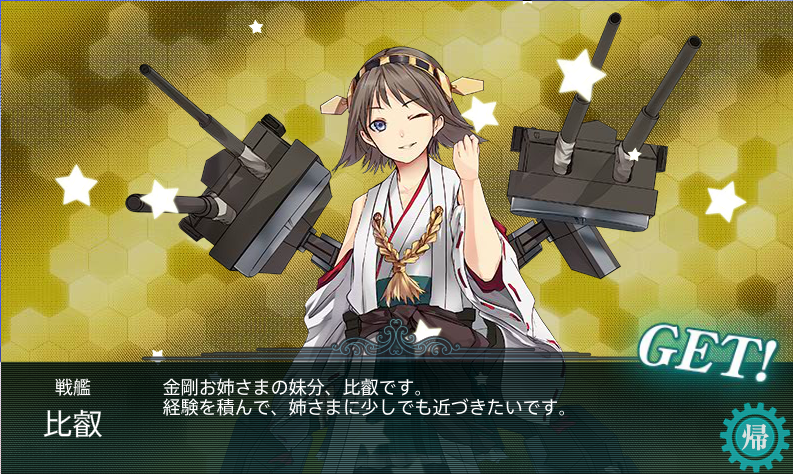 GET!
戦艦
比叡
金剛お姉さまの妹分、比叡です。
経験を積んで、姉さまに少しでも近づきたいです。
帰